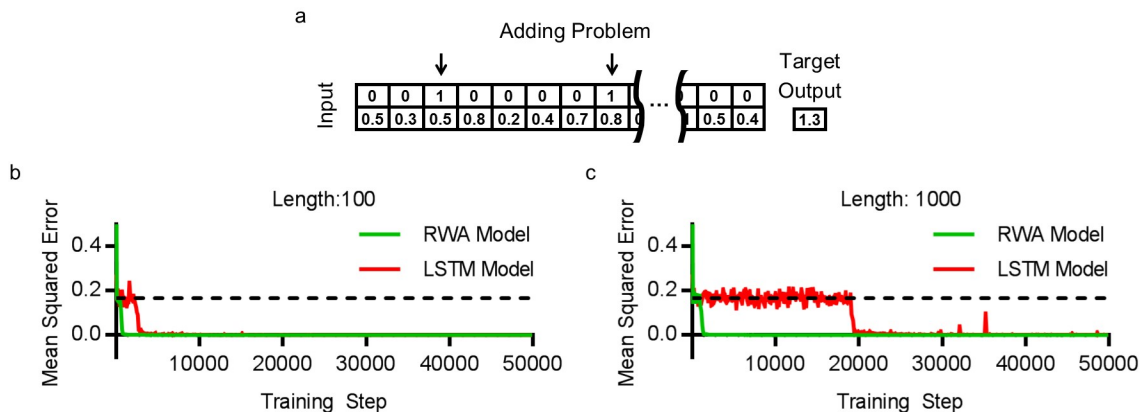 a
Adding Problem
Target
Output
Input
0 0 1 0 0 0 0 1 ... 0 0
0.5 0.3 0.5 0.8 0.2 0.4 0.7 0.8 0.5 0.4
1.3
b
Length:100
Mean Squared Error
0.4
0.2
0.0
RWA Model
LSTM Model
10000 20000 30000 40000 50000
Training Step
c
Length: 1000
Mean Squared Error
0.4
0.2
0.0
RWA Model
LSTM Model
10000 20000 30000 40000 50000
Training Step